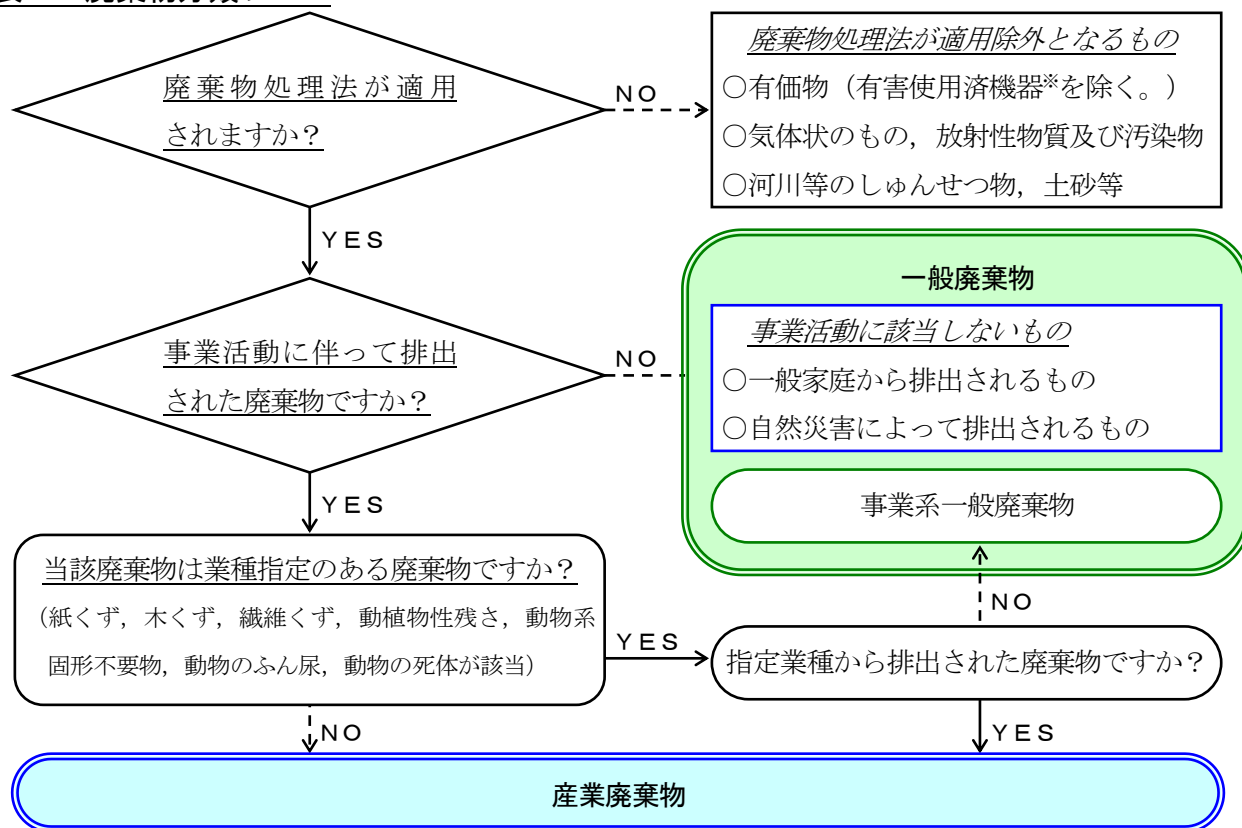 廃棄物処理法が適用
されますか？
NO
廃棄物処理法が適用除外となるもの
○有価物（有害使用済機器※を除く。）
○気体状のもの，放射性物質及び汚染物
○河川等のしゅんせつ物，土砂等
YES
事業活動に伴って排出
された廃棄物ですか？
NO
一般廃棄物
事業活動に該当しないもの
○一般家庭から排出されるもの
○自然災害によって排出されるもの
事業系一般廃棄物
YES
当該廃棄物は業種指定のある廃棄物ですか？
（紙くず，木くず，繊維くず，動植物性残さ，動物系
固形不要物，動物のふん尿，動物の死体が該当）
YES
指定業種から排出された廃棄物ですか？
NO
NO
YES
産業廃棄物